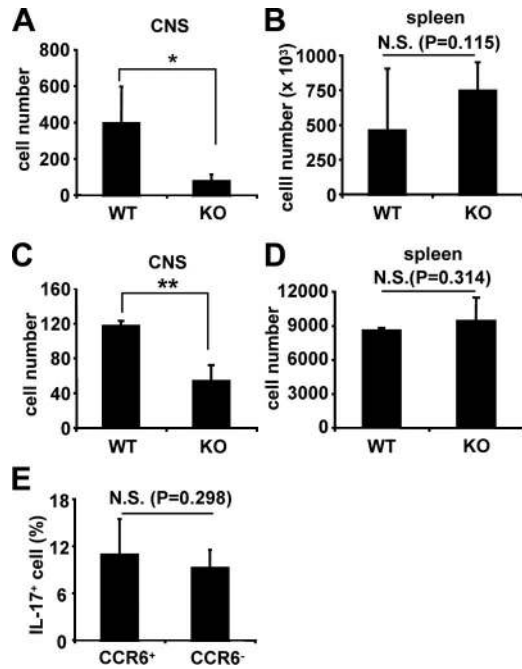 A
CNS
cell number
800
600
400
200
0
*
WT
KO
B
spleen
N.S. (P=0.115)
celll number (x 10³)
1000
750
500
250
0
WT
KO
C
CNS
cell number
160
120
80
40
0
**
WT
KO
D
spleen
N.S.(P=0.314)
cell number
12000
9000
6000
3000
0
WT
KO
E
N.S. (P=0.298)
IL-17⁺ cell (%)
18
12
6
0
CCR6⁺
CCR6⁻